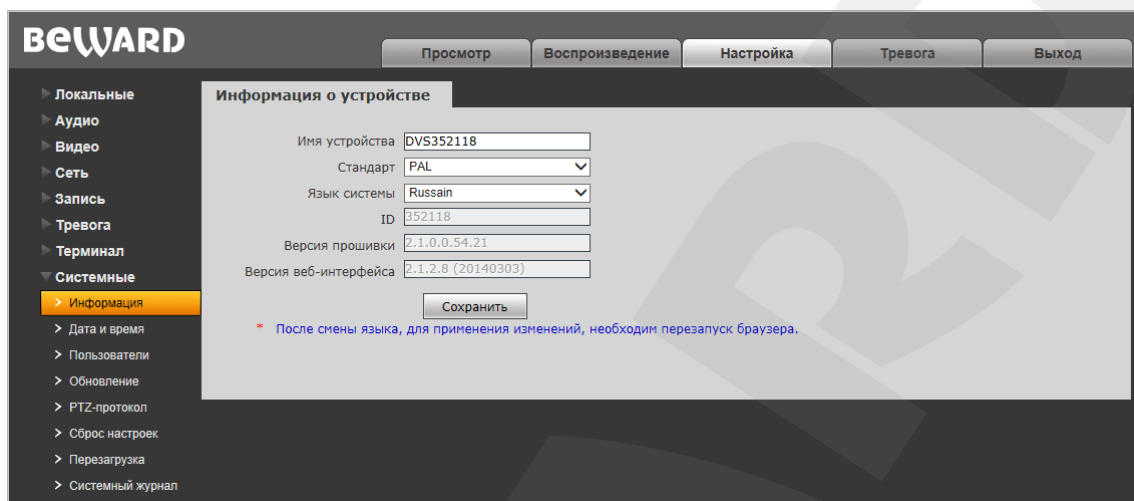 BEWARD
Просмотр Воспроизведение Настройка Тревога Выход
Локальные
Аудио
Видео
Сеть
Запись
Тревога
Терминал
Системные
Информация
Дата и время
Пользователи
Обновление
PTZ-протокол
Сброс настроек
Перезагрузка
Системный журнал
Информация о устройстве
Имя устройства DVS352118
Стандарт PAL
Язык системы Russain
ID 352118
Версия прошивки 2.1.0.0.54.21
Версия веб-интерфейса 2.1.2.8 (20140303)
Сохранить
* После смены языка, для применения изменений, необходим перезапуск браузера.